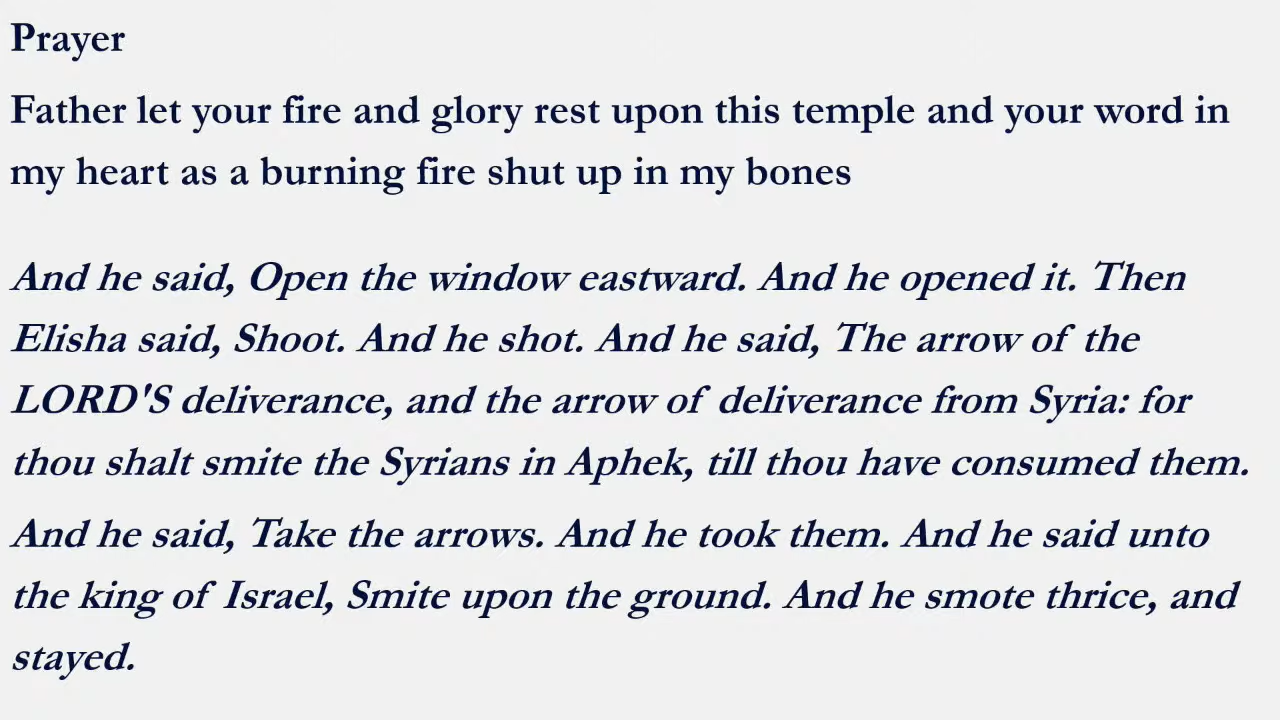 Prayer
Father let your fire and glory rest upon this temple and your word in
my heart as a burning fire shut up in my bones
And he said, Open the window eastward. And he opened it. Then
Elisha said, Shoot. And he shot. And he said, The arrow of the
LORD'S deliverance, and the arrow of deliverance from Syria: for
thou shalt smite the Syrians in Aphek, till thou have consumed them.
And he said, Take the arrows. And he took them. And he said unto
the king of Israel, Smite upon the ground. And he smote thrice, and
stayed.